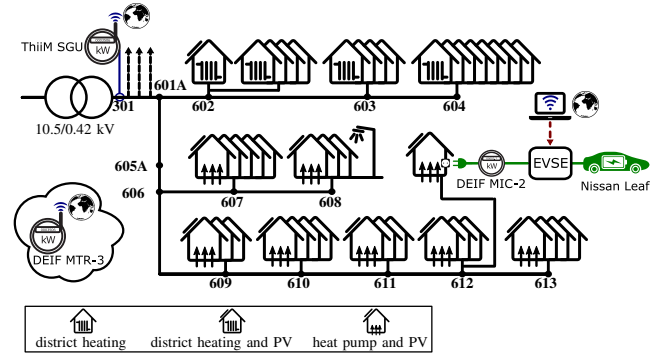 ThiiM SGU
kW
601A
301
602
603
604
10.5/0.42 kV
605A
606
607
608
kW
DEIF MIC-2
EVSE
Nissan Leaf
kW
DEIF MTR-3
609
610
611
612
613
district heating
district heating and PV
heat pump and PV